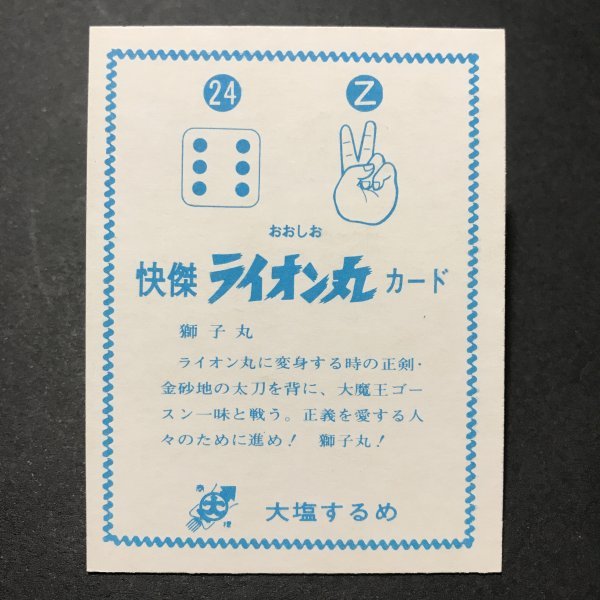 24 Z
おおしお
快傑 ライオン丸 カード
獅子丸
ライオン丸に変身する時の正剣・
金砂地の太刀を背に、大魔王ゴー
スン一味と戦う。正義を愛する人
々のために進め! 獅子丸!
大
大塩するめ